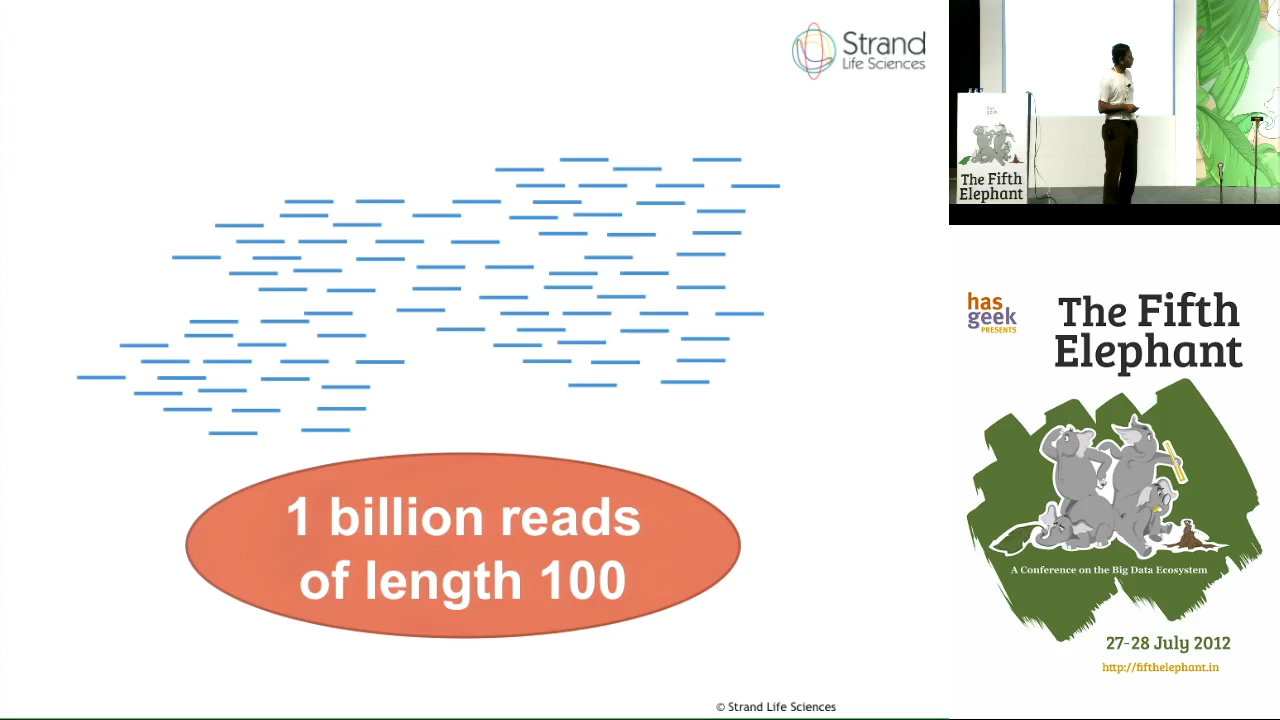 Strand
Life Sciences
1 billion reads
of length 100
© Strand Life Sciences
The Fifth
Elephant
has
geek
PRESENTS
The Fifth
Elephant
A Conference on the Big Data Ecosystem
27-28 July 2012
http://fifthelephant.in